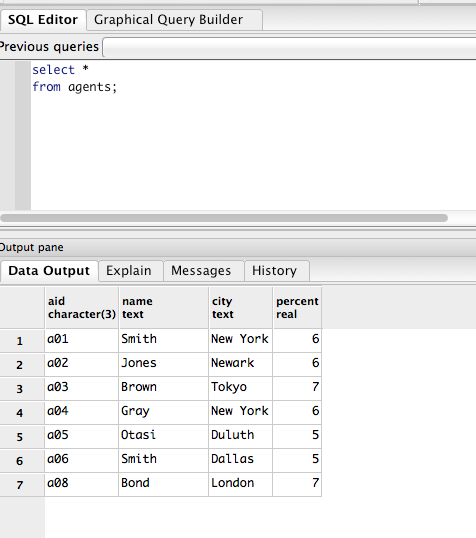 SQL Editor Graphical Query Builder
Previous queries
select *
from agents;
Output pane
Data Output Explain Messages History
aid name city percent
character(3) text text real
1 a01 Smith New York 6
2 a02 Jones Newark 6
3 a03 Brown Tokyo 7
4 a04 Gray New York 6
5 a05 Otasi Duluth 5
6 a06 Smith Dallas 5
7 a08 Bond London 7